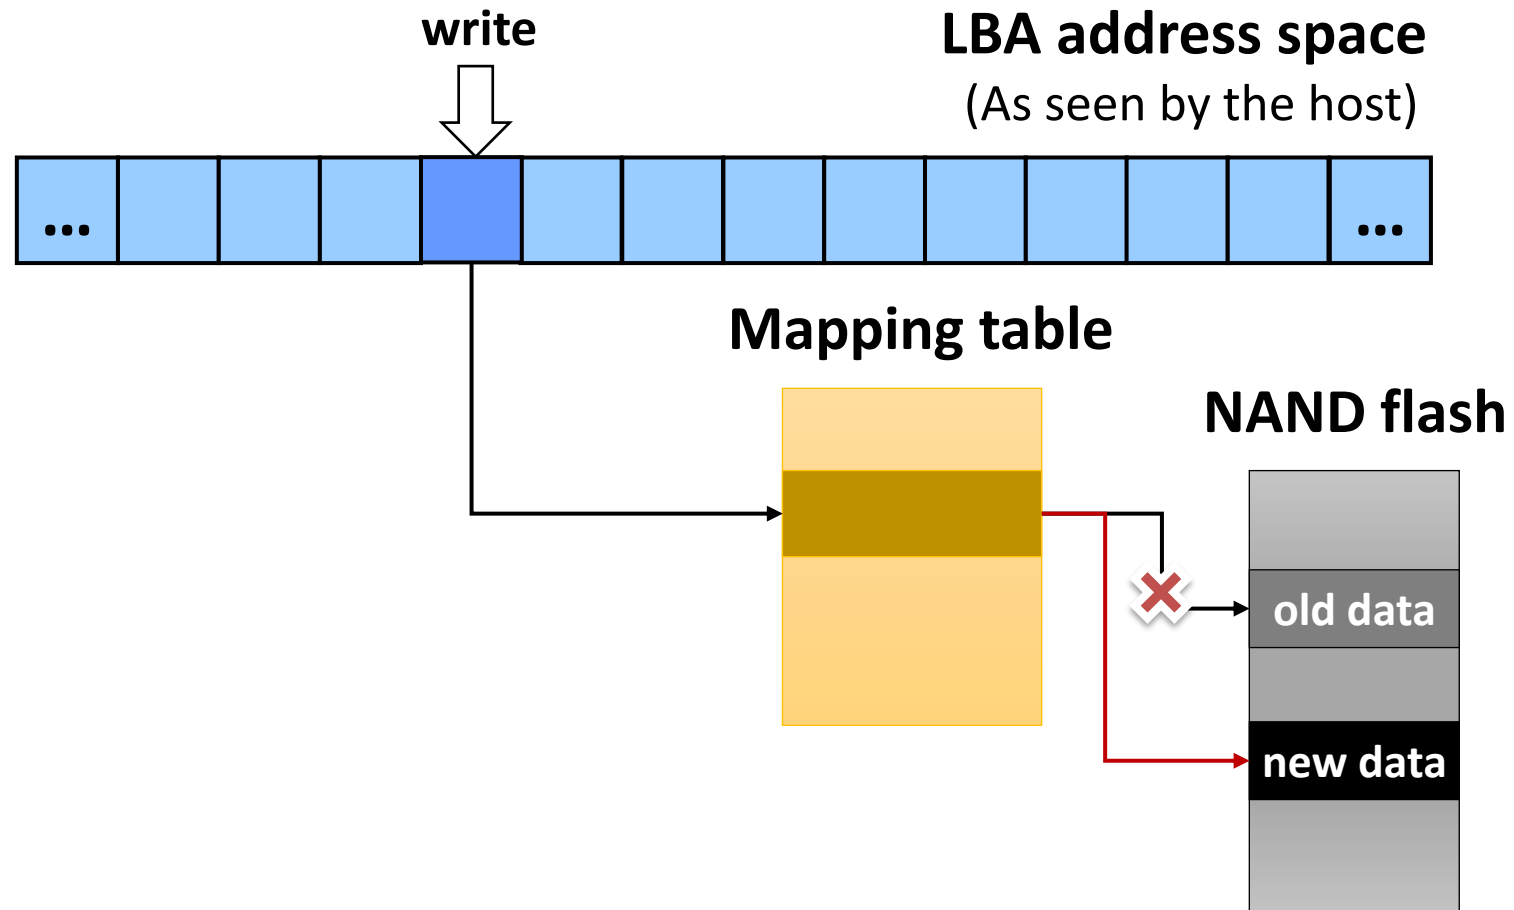 write
LBA address space
(As seen by the host)
...
...
Mapping table
NAND flash
old data
new data